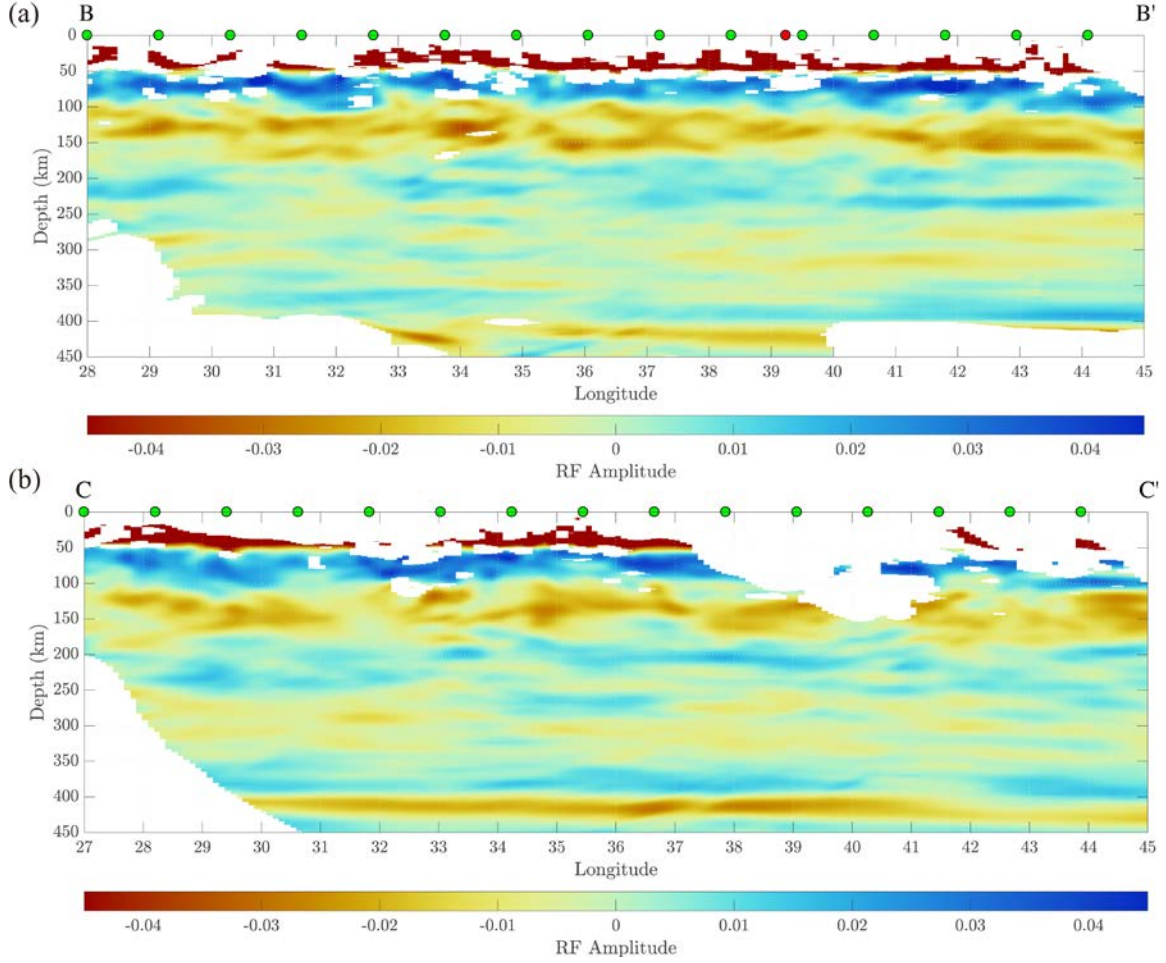 (a)
B B'
0
50
100
150
200
250
300
350
400
450
Depth (km)
28 29 30 31 32 33 34 35 36 37 38 39 40 41 42 43 44 45
Longitude
-0.04 -0.03 -0.02 -0.01 0 0.01 0.02 0.03 0.04
RF Amplitude
(b)
C C'
0
50
100
150
200
250
300
350
400
450
Depth (km)
27 28 29 30 31 32 33 34 35 36 37 38 39 40 41 42 43 44 45
Longitude
-0.04 -0.03 -0.02 -0.01 0 0.01 0.02 0.03 0.04
RF Amplitude